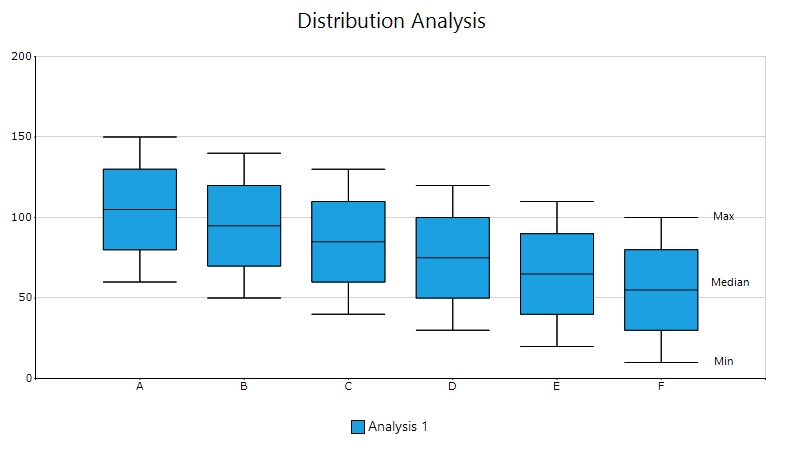 Distribution Analysis
200
150
100
Max
Median
50
Min
0
A B C D E F
Analysis 1